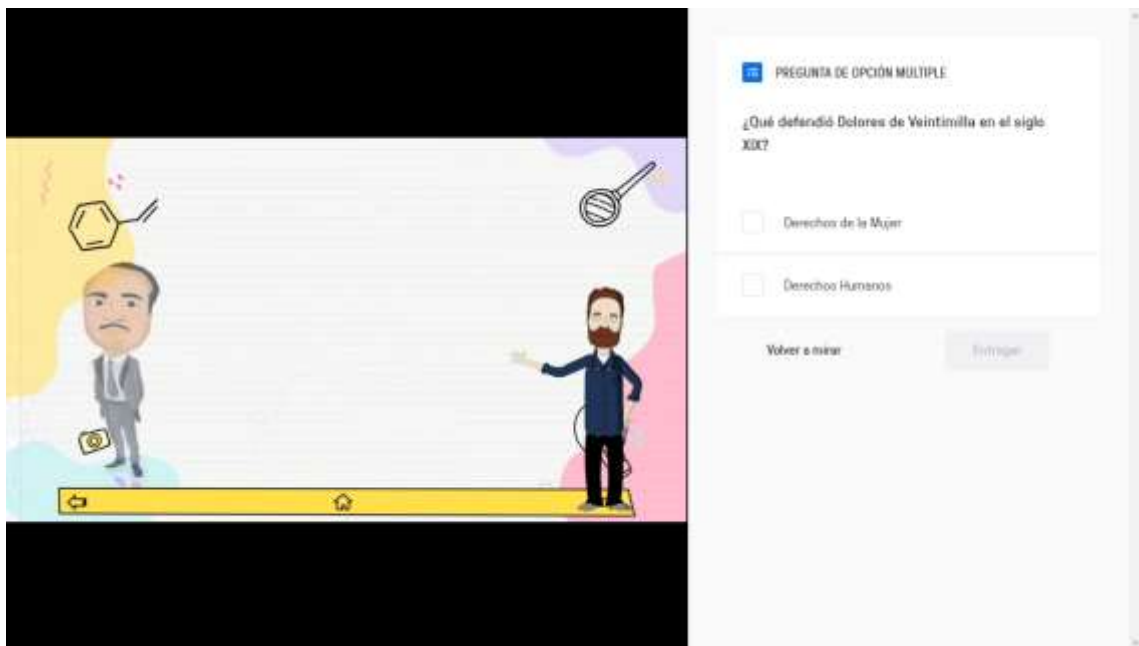 PREGUNTA DE OPCIÓN MULTIPLE
¿Qué defendió Dolores de Veintimilla en el siglo
XIX?
Derechos de la Mujer
Derechos Humanos
Volver a mirar
Entregar